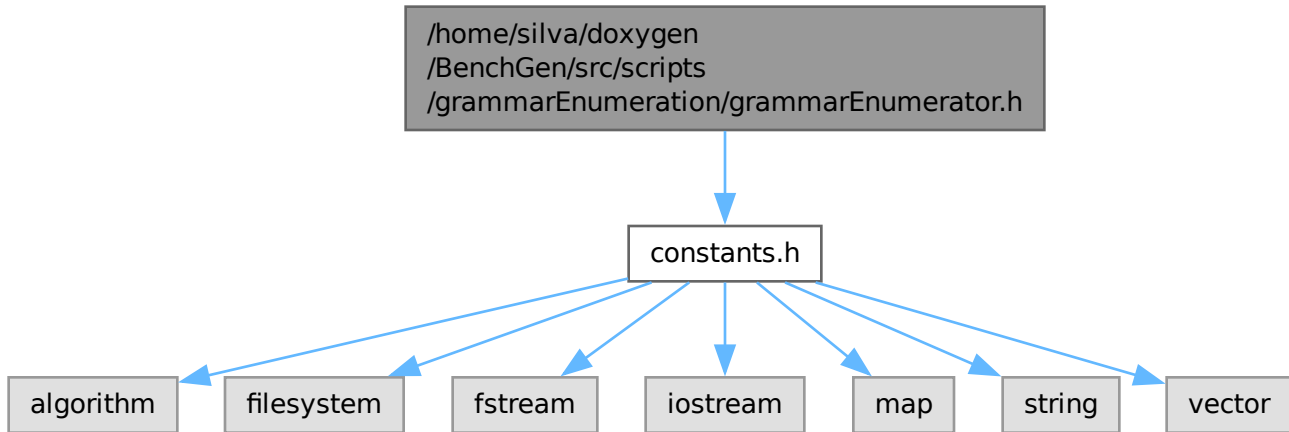 /home/silva/doxygen
/BenchGen/src/scripts
/grammarEnumeration/grammarEnumerator.h
constants.h
algorithm
filesystem
fstream
iostream
map
string
vector